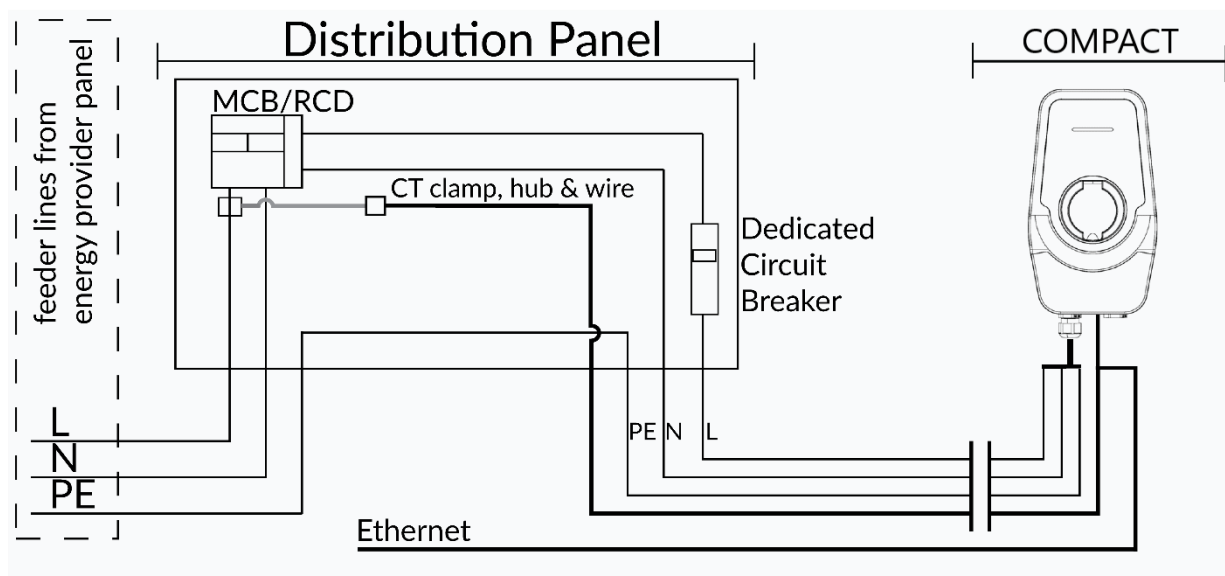 Distribution Panel
COMPACT
feeder lines from
energy provider panel
MCB/RCD
CT clamp, hub & wire
Dedicated
Circuit
Breaker
L
N
PE
PE N L
Ethernet